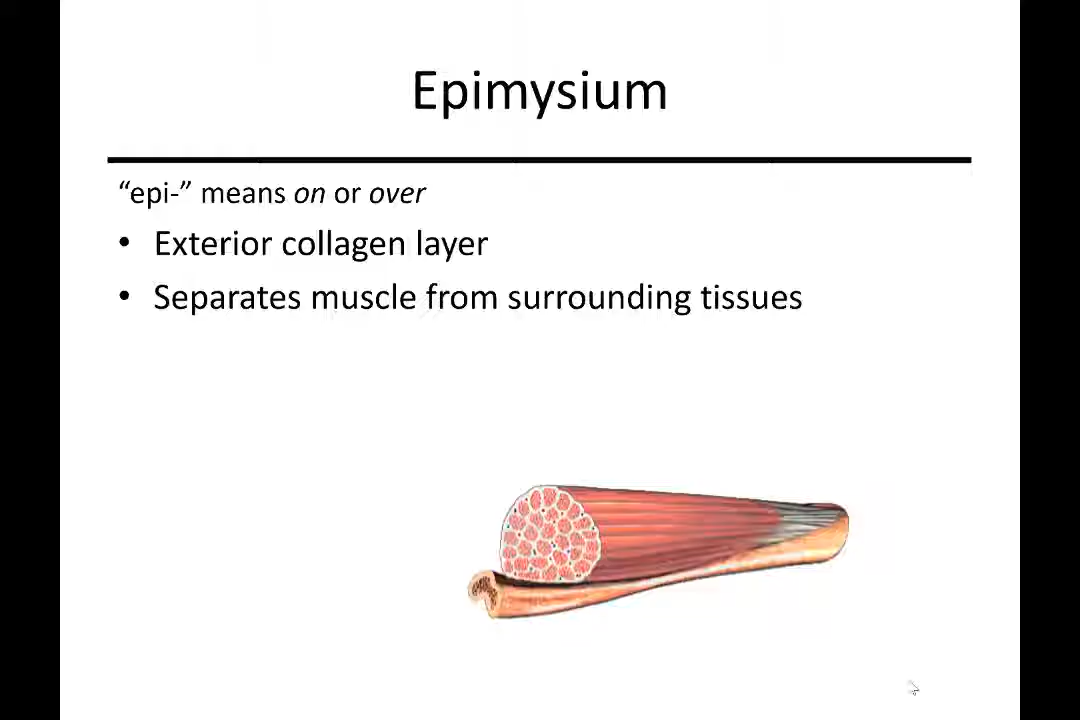 Epimysium
“epi-” means on or over
• Exterior collagen layer
• Separates muscle from surrounding tissues